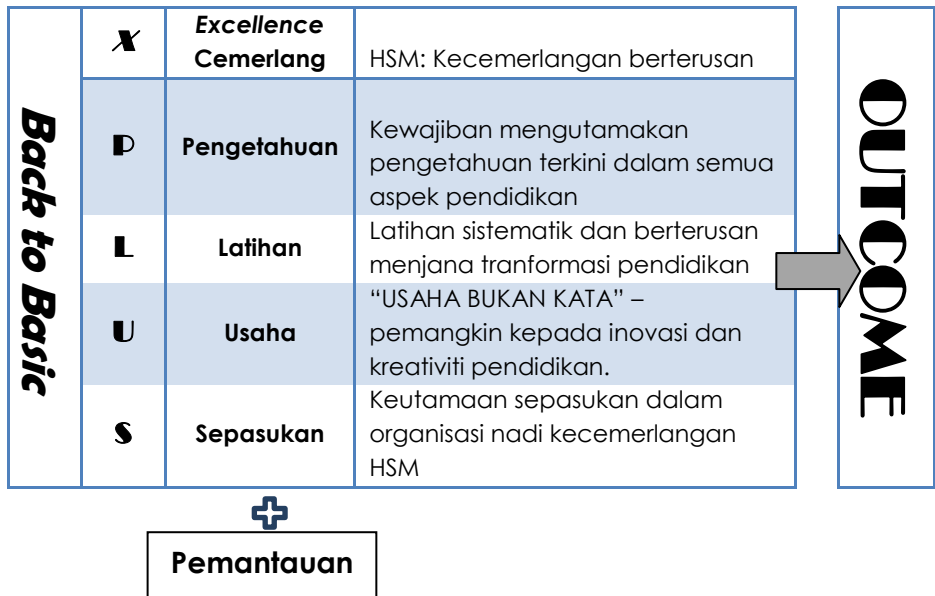 Back to Basic
X
Excellence
Cemerlang
HSM: Kecemerlangan berterusan
P
Pengetahuan
Kewajiban mengutamakan
pengetahuan terkini dalam semua
aspek pendidikan
L
Latihan
Latihan sistematik dan berterusan
menjana tranformasi pendidikan
U
Usaha
“USAHA BUKAN KATA” –
pemangkin kepada inovasi dan
kreativiti pendidikan.
S
Sepasukan
Keutamaan sepasukan dalam
organisasi nadi kecemerlangan
HSM
OUTCOME
Pemantauan